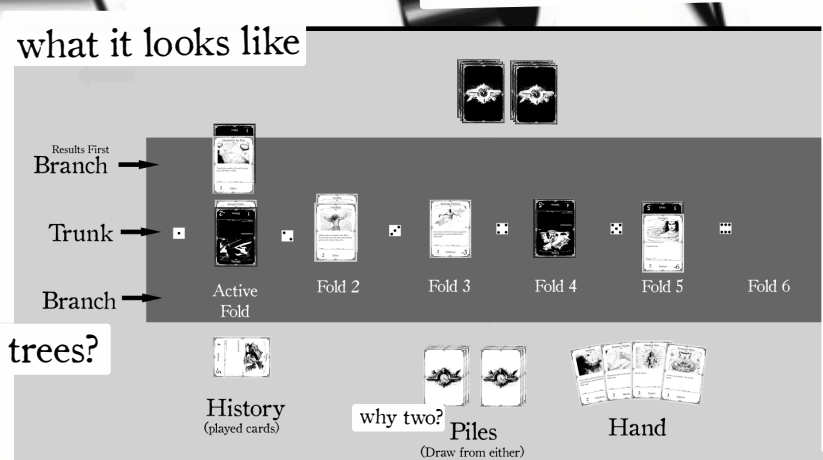 what it looks like
Results First
Branch
Trunk
Branch
Active
Fold
Fold 2
Fold 3
Fold 4
Fold 5
Fold 6
trees?
History
(played cards)
why two?
Piles
(Draw from either)
Hand